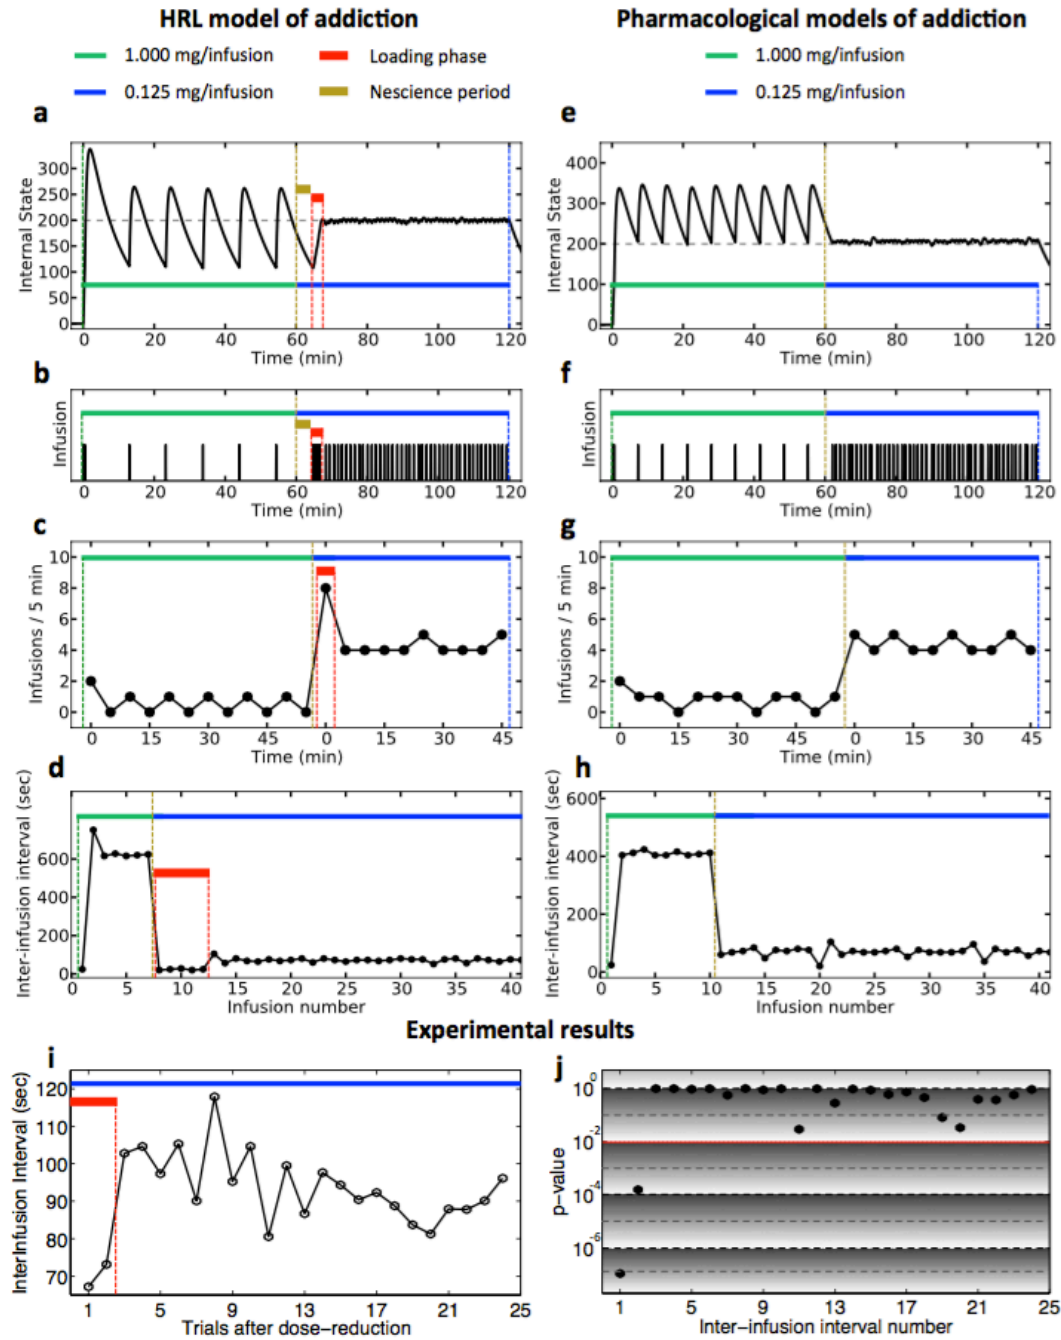 HRL model of addiction
Pharmacological models of addiction
1.000 mg/infusion
Loading phase
1.000 mg/infusion
0.125 mg/infusion
Nescience period
0.125 mg/infusion
a
Internal State
300
250
200
150
100
50
0
0 20 40 60 80 100 120
Time (min)
e
Internal State
400
300
200
100
0
0 20 40 60 80 100 120
Time (min)
b
Infusion
0 20 40 60 80 100 120
Time (min)
f
Infusion
0 20 40 60 80 100 120
Time (min)
c
Infusions / 5 min
10
8
6
4
2
0
0 15 30 45 0 15 30 45
Time (min)
g
Infusions / 5 min
10
8
6
4
2
0
0 15 30 45 0 15 30 45
Time (min)
d
Inter-infusion interval (sec)
600
400
200
0
0 5 10 15 20 25 30 35 40
Infusion number
h
Inter-infusion interval (sec)
600
400
200
0
0 5 10 15 20 25 30 35 40
Infusion number
Experimental results
i
InterInfusion Interval (sec)
120
110
100
90
80
70
1 5 9 13 17 21 25
Trials after dose-reduction
j
p-value
10^0
10^-2
10^-4
10^-6
1 5 9 13 17 21 25
Inter-infusion interval number